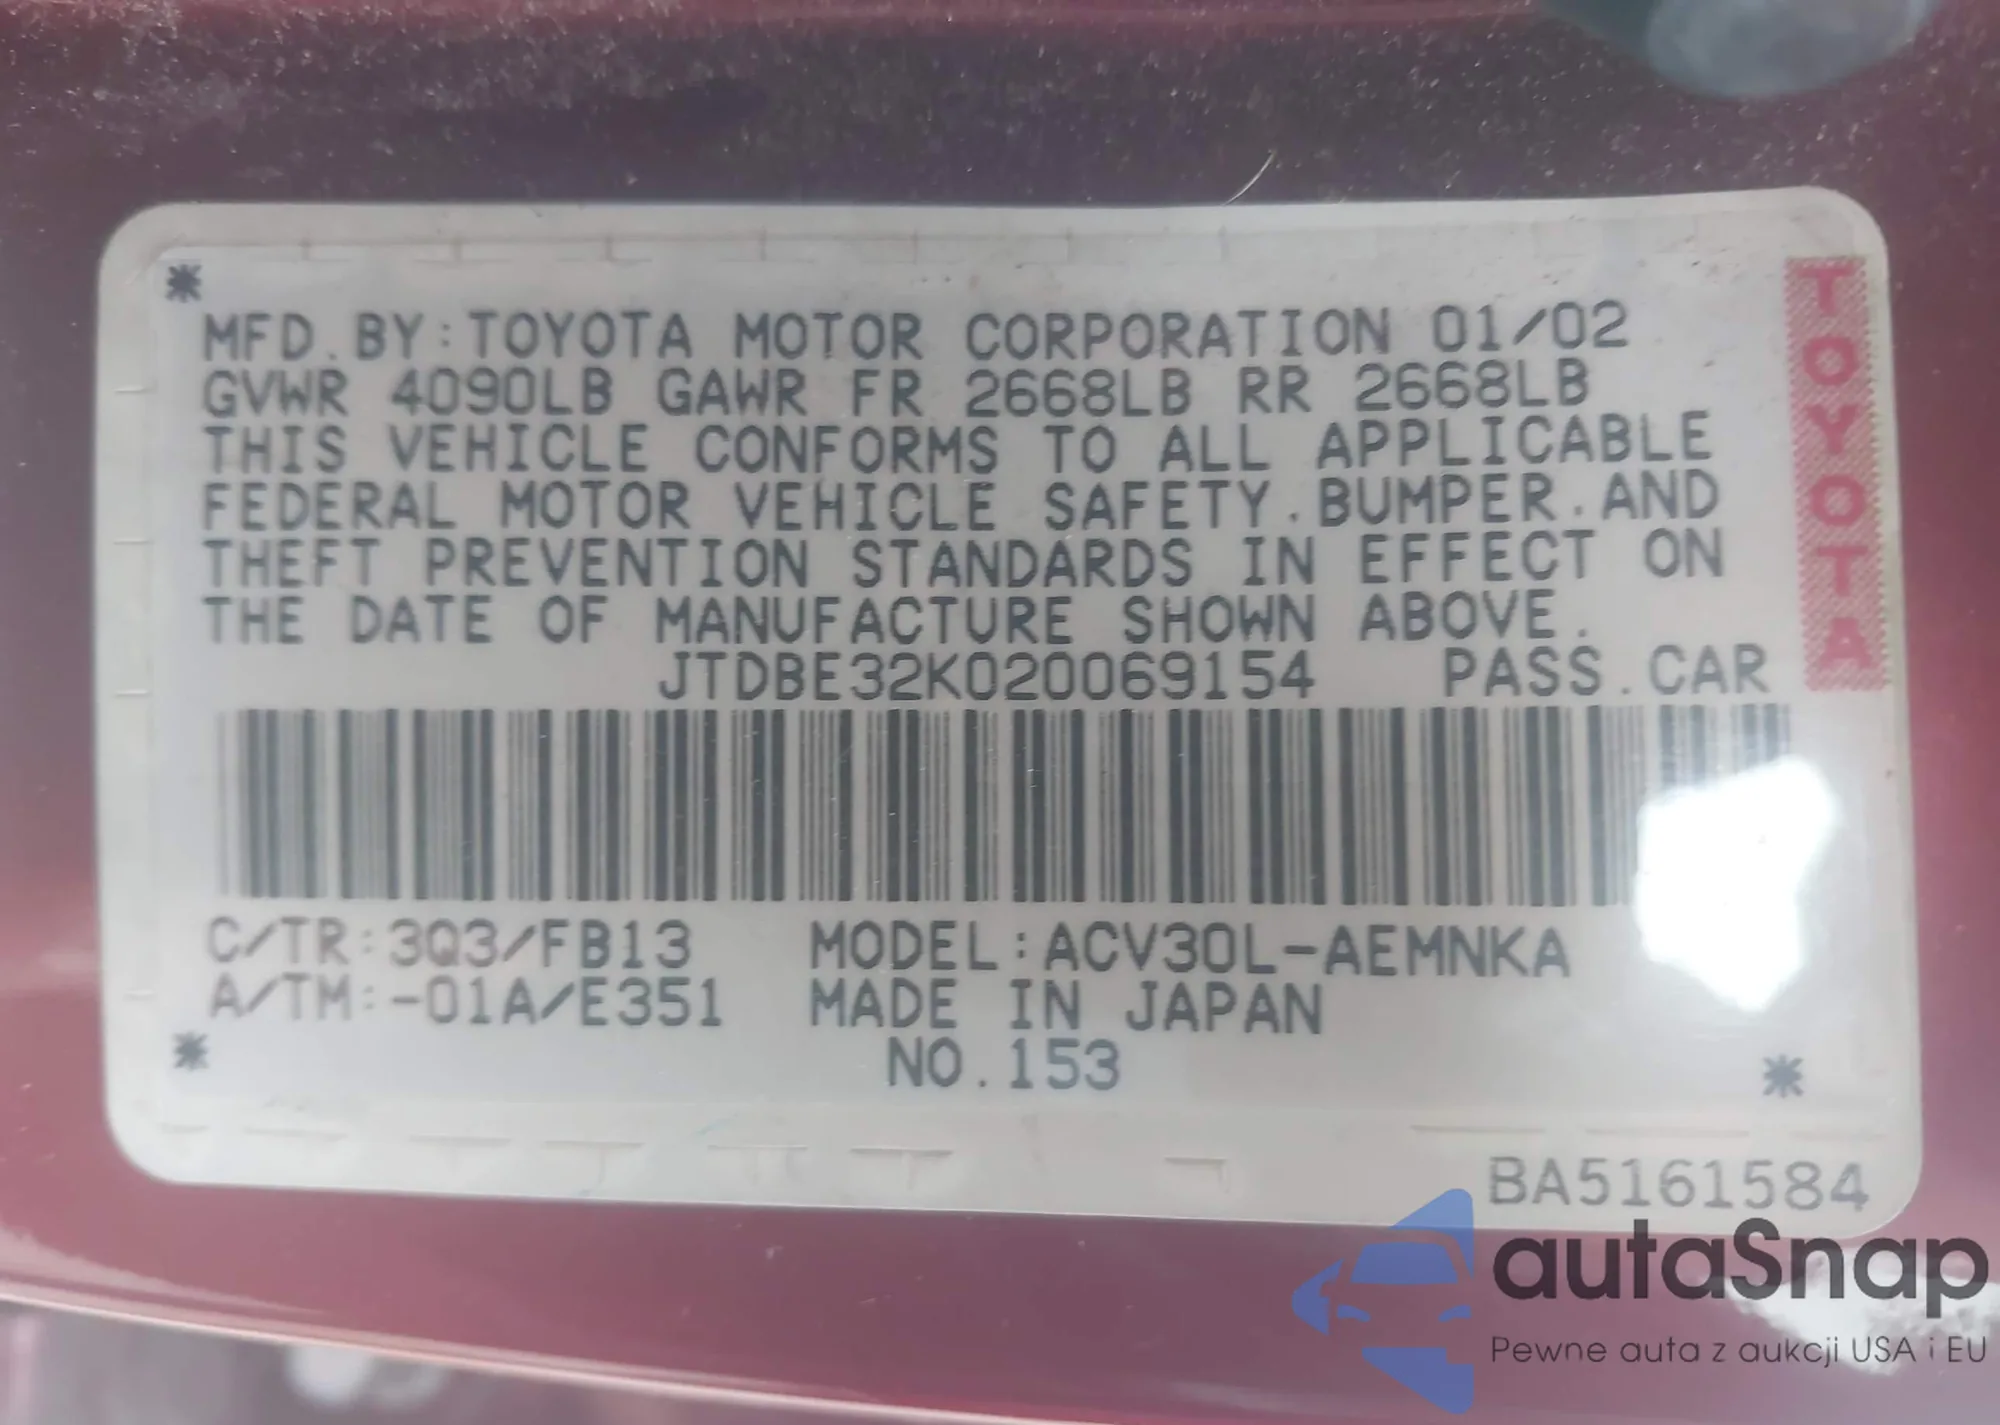 MFD.BY:TOYOTA MOTOR CORPORATION 01/02
GVWR 4090LB GAWR FR 2668LB RR 2668LB
THIS VEHICLE CONFORMS TO ALL APPLICABLE
FEDERAL MOTOR VEHICLE SAFETY.BUMPER.AND
THEFT PREVENTION STANDARDS IN EFFECT ON
THE DATE OF MANUFACTURE SHOWN ABOVE.
JTDBE32K020069154 PASS.CAR
C/TR:3Q3/FB13 MODEL:ACV30L-AEMNKA
A/TM:-01A/E351 MADE IN JAPAN
NO.153
TOYOTA
BA5161584
autaSnap
Pewne auta z aukcji USA i EU